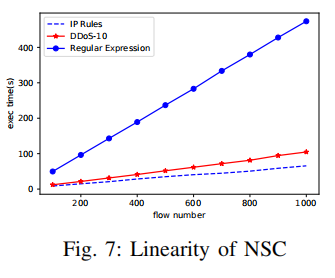 IP Rules
DDoS-10
Regular Expression
exec time(s)
400
300
200
100
0
200
400
600
800
1000
flow number
Fig. 7: Linearity of NSC